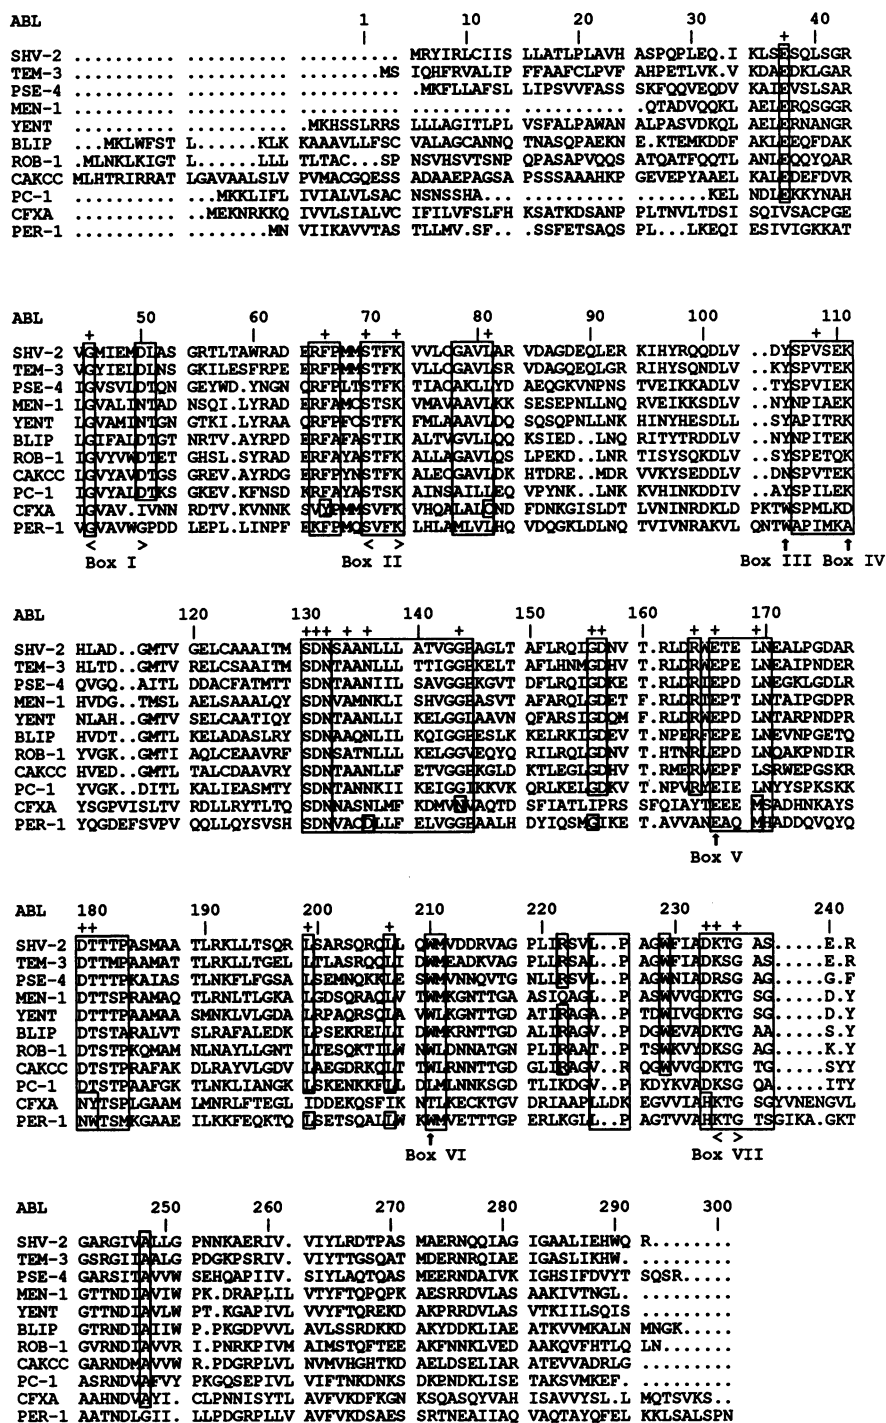 ABL 1 10 20 30 40
+
SHV-2 .......... .......... .......... ....MRYIRLCIIS LLATLPLAVH ASPQPLEQ.I KLSESQLSGR
TEM-3 .......... .......... .......... .MS IQHFRVALIP FFAAFCLPVF AHPETLVK.V KDAEDKLGAR
PSE-4 .......... .......... .......... ..MKFLLAFSL LIPSVVFASS SKFQQVEQDV KAIEVSLSAR
MEN-1 .......... .......... .......... .......... .......... .QTADVQQKL AELERQSGGR
YENT .......... .......... ..MKHSSLRRS LLLAGITLPL VSFALPAWAN ALPASVDKQL AELERNANGR
BLIP ...MKLWFST L.....KLK KAAAVLLFSC VALAGCANNQ TNASQPAEKN E.KTEMKDDF AKLEEQFDAK
ROB-1 .MLNKLKIGT L.....LLL TLTAC...SP NSVHSVTSNP QPASAPVQQS ATQATFQQTL ANLEQQYQAR
CAKCC MLHTRIRRAT LGAVAALSLV PVMACGQESS ADAAEPAGSA PSSSAAAHKP GEVEPYAAEL KALEDEFDVR
PC-1 .......... ...MKKLIFL IVIALVLSAC NSNSSHA... .......... .......KEL NDLEKKYNAH
CFXA .......... ..MEKNRKKQ IVVLSIALVC IFILVFSLFH KSATKDSANP PLTNVLTDSI SQIVSACPGE
PER-1 .......... ........MN VIIKAVVTAS TLLMV.SF.. .SSFETSAQS PL...LKEQI ESIVIGKKAT
ABL 50 60 70 80 90 100 110
+ + + + + +
SHV-2 VGMIEMDLAS GRTLTAWRAD ERFPMMSTFK VVLCGAVLAR VDAGDEQLER KIHYRQQDLV ..DYSPVSEK
TEM-3 VGYIELDLNS GKILESFRPE ERFPMMSTFK VLLCGAVLSR VDAGQEQLGR RIHYSQNDLV ..KYSPVTEK
PSE-4 IGVSVLDTQN GEYWD.YNGN QRFPLTSTFK TIACAKLLYD AEQGKVNPNS TVEIKKADLV ..TYSPVIEK
MEN-1 LGVALINTAD NSQI.LYRAD ERFAMCSTSK VMAVAAVLKK SESEPNLLNQ RVEIKKSDLV ..NYNPIAEK
YENT LGVAMINTGN GTKI.LYRAA QRFPFCSTFK FMLAAAVLDQ SQSQPNLLNK HINYHESDLL ..SYAPITRK
BLIP IGIFALDTGT NRTV.AYRPD ERFAFASTIK ALTVGVLLQQ KSIED..LNQ RITYTRDDLV ..NYNPITEK
ROB-1 VGVYVWDTET GHSLSYRAD ERFAYASTFK ALLAGAVLQS LPEKD..LNR TISYSQKDLV ..SYSPETQK
CAKCC LGVYAVDTGS GREV.AYRDG ERFPYNSTFK ALECGAVLDK HTDRE..MDR VVKYSEDDLV ..DNSPVTEK
PC-1 IGVYALDTKS GKEV.KFNSD KRFAYASTSK AINSAILLEQ VPYNK..LNK KVHINKDDIV ..AYSPILEK
CFXA IGVAV.IVNN RDTV.KVNNK SVYPMMSVFK VHQALALCND FDNKGISLDT LVNINRDKLD PKTWSPMLKD
PER-1 VGVAVWGPDD LEPL.LINPF EKFPMQSVFK LHLAMLVLHQ VDQGKLDLNQ TVIVNRAKVL QNTWAPIMKA
< > < > ↑ ↑
Box I Box II Box III Box IV
ABL 120 130 140 150 160 170
++++ + + + ++ + + +
SHV-2 HLAD..GMTV GELCAAAITM SDNSAANLLL ATVGGPAGLT AFLRQIGDNV T.RLDRWETE LNEALPGDAR
TEM-3 HLTD..GMTV RELCSAAITM SDNTAANLLL TTIGGPKELT AFLHNMGDHV T.RLDRWEPE LNEAIPNDER
PSE-4 QVGQ..AITL DDACFATMTT SDNTAANIIL SAVGGPKGVT DFLRQIGDKE T.RLDRIEPD LNEGKLGDLR
MEN-1 HVDG..TMSL AELSAAALQY SDNVAMNKLI SHVGGPASVT AFARQLGDET F.RLDRTEPT LNTAIPGDPR
YENT NLAH..GMTV SELCAATIQY SDNTAANLLI KELGGLAAVN QFARSIGDQM F.RLDRWEPD LNTARPNDPR
BLIP HVDT..GMTL KELADASLRY SDNAAQNLIL KQIGGPESLK KELRKIGDEV T.NPERFEPE LNEVNPGETQ
ROB-1 YVGK..GMTI AQLCEAAVRF SDNSATNLLL KELGGVEQYQ RILRQLGDNV T.HTNRLEPD LNQAKPNDIR
CAKCC HVED..GMTL TALCDAAVRY SDNTAANLLF ETVGGPKGLD KTLEGLGDHV T.RMERVEPF LSRWEPGSKR
PC-1 YVGK..DITL KALIEASMTY SDNTANNKII KEIGGIKKVK QRLKELGDKV T.NPVRYEIE LNYYSPKSKK
CFXA YSGPVISLTV RDLLRYTLTQ SDNNASNLMF KDMVNVAQTD SFIATLIPRS SFQIAYTEEE MSADHNKAYS
PER-1 YQGDEFSVPV QQLLQYSVSH SDNVACDLLF ELVGGPAALH DYIQSMGIKE T.AVVANEAQ MHADDQVQYQ
↑
Box V
ABL 180 190 200 210 220 230 240
++ + + + + ++ +
SHV-2 DTTTPASMAA TLRKLLTSQR LSARSQRQLL QWMVDDRVAG PLIRSVL..P AGWFIADKTG AS.....E.R
TEM-3 DTTMPAAMAT TLRKLLTGEL LTLASRQQLI DWMEADKVAG PLLRSAL..P AGWFIADKSG AG.....E.R
PSE-4 DTTTPKAIAS TLNKFLFGSA LSEMNQKKLE SWMVNNQVTG NLLRSVL..P AGWNIADRSG AG.....G.F
MEN-1 DTTSPRAMAQ TLRNLTLGKA LGDSQRAQLV TWMKGNTTGA ASIQAGL..P ASWVVGDKTG SG.....D.Y
YENT DTTTPAAMAA SMNKLVLGDA LRPAQRSQLA VWLKGNTTGD ATIRAGA..P TDWIVGDKTG SG.....D.Y
BLIP DTSTARALVT SLRAFALEDK LPSEKRELLI DWMKRNTTGD ALIRAGV..P DGWEVADKTG AA.....S.Y
ROB-1 DTSTPKQMAM NLNAYLLGNT LTESQKTILW NWLDNNATGN PLIRAAT..P TSWKVYDKSG AG.....K.Y
CAKCC DTSTPRAFAK DLRAYVLGDV LAEGDRKQLT TWLRNNTTGD GLIRAGV..R QGWVVGDKTG TG.....SYY
PC-1 DTSTPAAFGK TLNKLIANGK LSKENKKFLL DLMLNNKSGD TLIKDGV..P KDYKVADKSG QA.....ITY
CFXA NYTSPLGAAM LMNRLFTEGL IDDEKQSFIK NTLKECKTGV DRIAAPLLDK EGVVIAHKTG SGYVNENGVL
PER-1 NWTSMKGAAE ILKKFEQKTQ LSETSQALLW KWMVETTTGP ERLKGLL..P AGTVVAHKTG TSGIKA.GKT
↑ < >
Box VI Box VII
ABL 250 260 270 280 290 300
SHV-2 GARGIVALLG PNNKAERIV. VIYLRDTPAS MAERNQQIAG IGAALIEHWQ R.........
TEM-3 GSRGIIAALG PDGKPSRIV. VIYTTGSQAT MDERNRQIAE IGASLIKHW. ..........
PSE-4 GARSITAVVW SEHQAPIIV. SIYLAQTQAS MEERNDAIVK IGHSIFDVYT SQSR......
MEN-1 GTTNDIAVIW PK.DRAPLIL VTYFTQPQPK AESRRDVLAS AAKIVTNGL. ..........
YENT GTTNDIAVLW PT.KGAPIVL VVYFTQREKD AKPRRDVLAS VTKIILSQIS ..........
BLIP GTRNDIAIIW P.PKGDPVVL AVLSSRDKKD AKYDDKLIAE ATKVVMKALN MNGK......
ROB-1 GVRNDIAVVR I.PNRKPIVM AIMSTQFTEE AKFNNKLVED AAKQVFHTLQ LN........
CAKCC GARNDMAVVW R.PDGRPLVL NVMVHGHTKD AELDSELIAR ATEVVADRLG ..........
PC-1 ASRNDVAFVY PKGQSEPIVL VIFTNKDNKS DKPNDKLISE TAKSVMKEF. ..........
CFXA AAHNDVAYI. CLPNNISYTL AVFVKDFKGN KSQASQYVAH ISAVVYSL.L MQTSVKS...
PER-1 AATNDLGII. LLPDGRPLLV AVFVKDSAES SRTNEAIIAQ VAQTAYQFEL KKLSALSPN